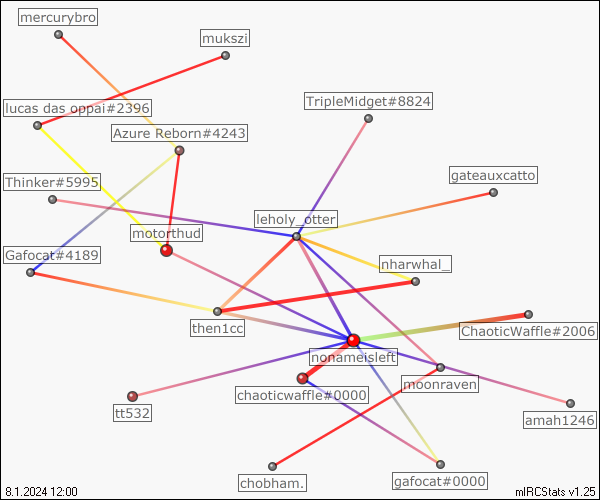 mercurybro
mukszi
lucas das oppai#2396
TripleMidget#8824
Azure Reborn#4243
Thinker#5995
gateauxcatto
leholy_otter
motorthud
Gafocat#4189
nharwhal_
then1cc
ChaoticWaffle#2006
nonameisleft
moonraven
chaoticwaffle#0000
tt532
amah1246
chobham.
gafocat#0000
8.1.2024 12:00
mIRCStats v1.25